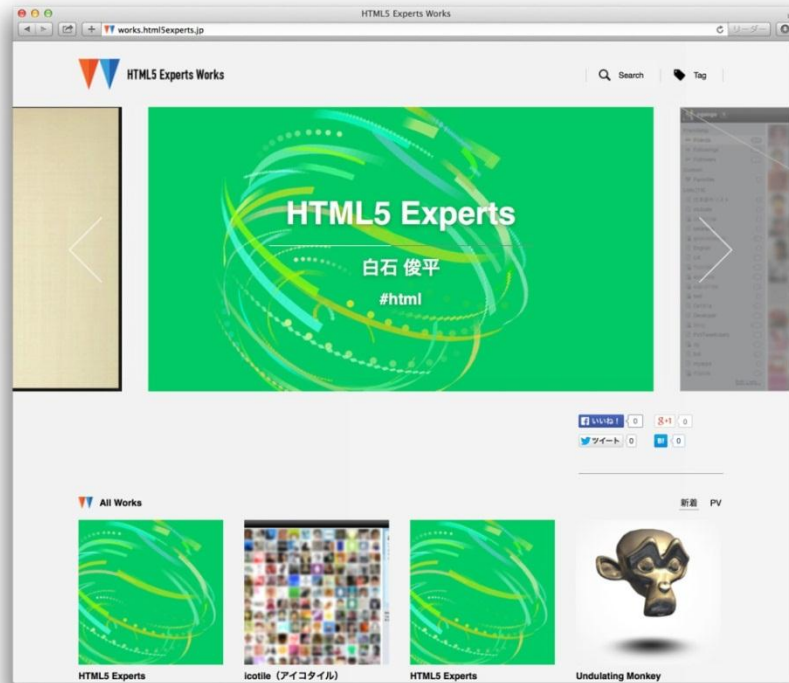 HTML5 Experts Works
works.html5experts.jp
リーダー
HTML5 Experts Works
Search
Tag
HTML5 Experts
白石 俊平
#html
いいね！ 0
g+1 0
ツイート 0
B! 0
All Works
新着 PV
HTML5 Experts
icotile（アイコタイル）
HTML5 Experts
Undulating Monkey